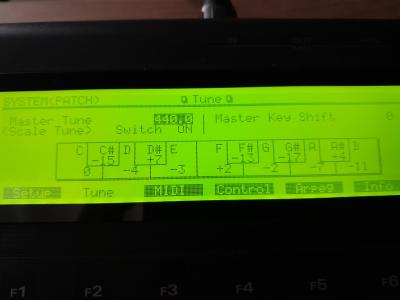 SYSTEM(PATCH) Tune
Master Tune 440.0 Master Key Shift 0
(Scale Tune) Switch ON
C C# D D# E F F# G G# A A# B
-15 +7 -13 -17 +4
0 -4 -3 +2 -2 -7 -11
Setup Tune MIDI Control Arpeg Info
F1 F2 F3 F4 F5 F6